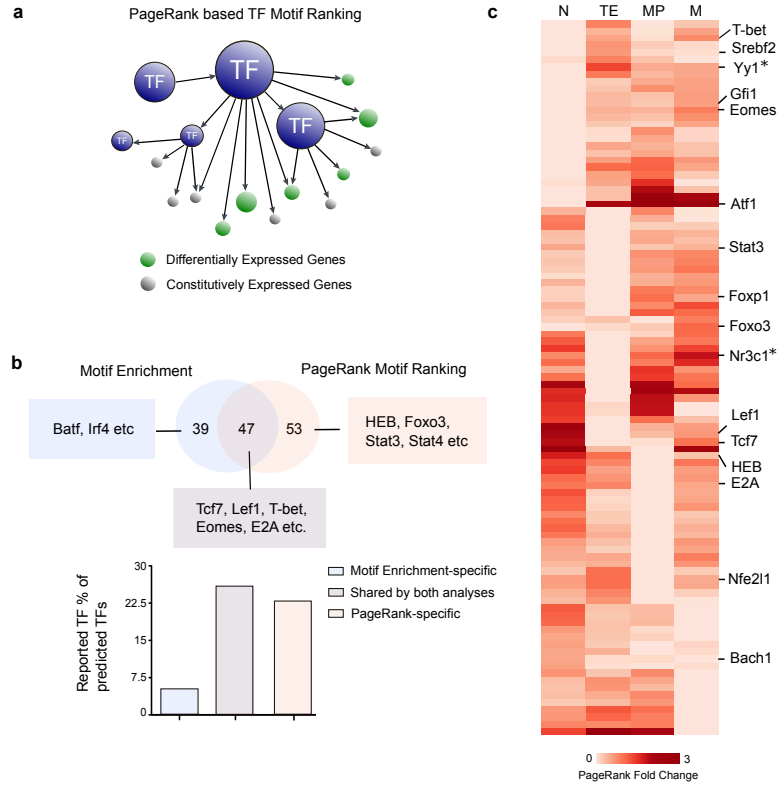 a
PageRank based TF Motif Ranking
TF
TF
TF
TF
TF
Differentially Expressed Genes
Constitutively Expressed Genes
b
Motif Enrichment
PageRank Motif Ranking
Batf, Irf4 etc
39
47
53
HEB, Foxo3,
Stat3, Stat4 etc
Tcf7, Lef1, T-bet,
Eomes, E2A etc.
Reported TF % of
predicted TFs
30
22.5
15
7.5
0
Motif Enrichment-specific
Shared by both analyses
PageRank-specific
c
N TE MP M
T-bet
Srebf2
Yy1*
Gfi1
Eomes
Atf1
Stat3
Foxp1
Foxo3
Nr3c1*
Lef1
Tcf7
HEB
E2A
Nfe2l1
Bach1
0 3
PageRank Fold Change